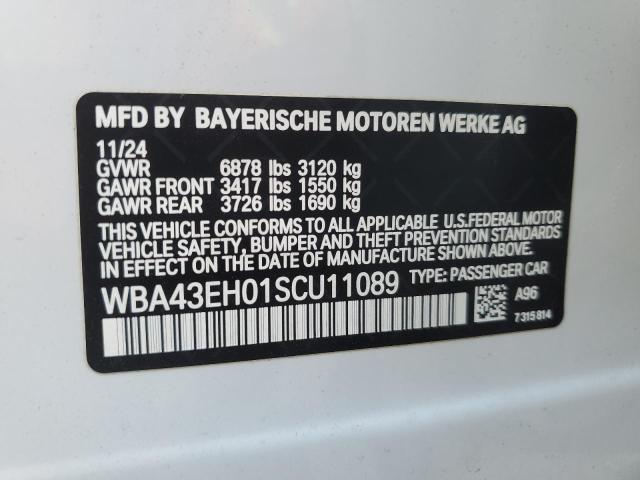 MFD BY BAYERISCHE MOTOREN WERKE AG
11/24
GVWR 6878 lbs 3120 kg
GAWR FRONT 3417 lbs 1550 kg
GAWR REAR 3726 lbs 1690 kg
THIS VEHICLE CONFORMS TO ALL APPLICABLE U.S.FEDERAL MOTOR
VEHICLE SAFETY, BUMPER AND THEFT PREVENTION STANDARDS
IN EFFECT ON THE DATE OF MANUFACTURE SHOWN ABOVE.
WBA43EH01SCU11089 TYPE: PASSENGER CAR
A96
7315814